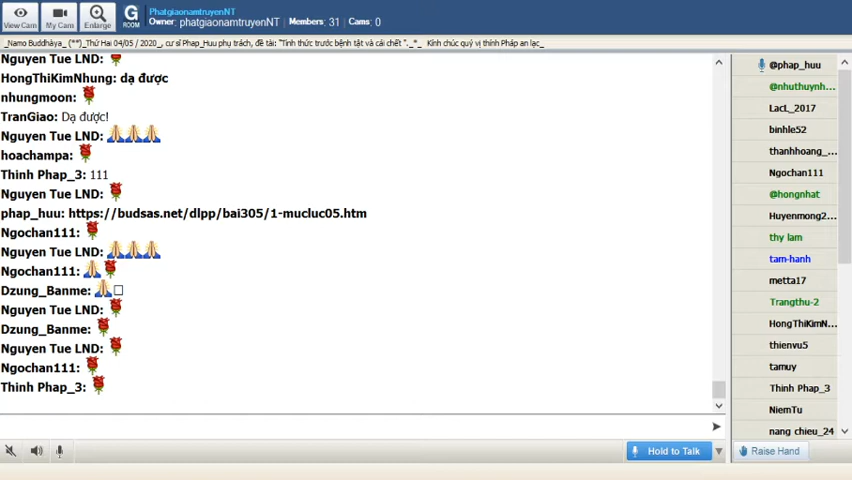 View Cam
My Cam
Enlarge
G
ROOM
PhatgiaonamtruyenNT
Owner: phatgiaonamtruyenNT
Members: 31
Cams: 0
_Namo Buddhàya_ (**)_Thứ Hai 04/05 / 2020_, cư sĩ Pháp_Huu phụ trách, đề tài: "Tỉnh thức trước bệnh tật và cái chết "._*_ Kính chúc quý vị thính Pháp an lạc_
Nguyen Tue LND:
HongThiKimNhung: dạ được
nhungmoon:
TranGiao: Dạ được!
Nguyen Tue LND:
hoachampa:
Thinh Phap_3: 111
Nguyen Tue LND:
phap_huu: https://budsas.net/dlpp/bai305/1-mucluc05.htm
Ngochan111:
Nguyen Tue LND:
Ngochan111:
Dzung_Banme:
Nguyen Tue LND:
Dzung_Banme:
Nguyen Tue LND:
Ngochan111:
Thinh Phap_3:
Hold to Talk
@phap_huu
@nhuthuynh...
LacL_2017
binhle52
thanhhoang_...
Ngochan111
@hongnhat
Huyenmong2...
thy lam
tam-hanh
metta17
Trangthu-2
HongThiKimN...
thienvu5
tamuy
Thinh Phap_3
NiemTu
nang chieu_24
Raise Hand